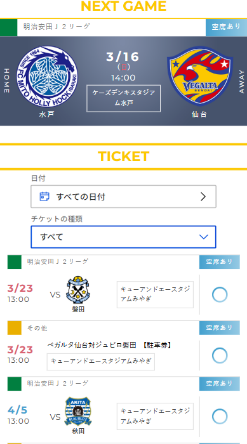 NEXT GAME
明治安田Ｊ２リーグ
空席あり
HOME
3/16
14:00
ケーズデンキスタジア
ム水戸
水戸
VEGALTA
仙台
AWAY
TICKET
日付
すべての日付
チケットの種類
すべて
明治安田Ｊ２リーグ
空席あり
3/23
13:00
VS
磐田
キューアンドエースタジ
アムみやぎ
その他
空席あり
3/23
13:00
ベガルタ仙台対ジュビロ磐田 【駐車券】
キューアンドエースタジアムみやぎ
明治安田Ｊ２リーグ
空席あり
4/5
13:00
VS
秋田
キューアンドエースタジ
アムみやぎ